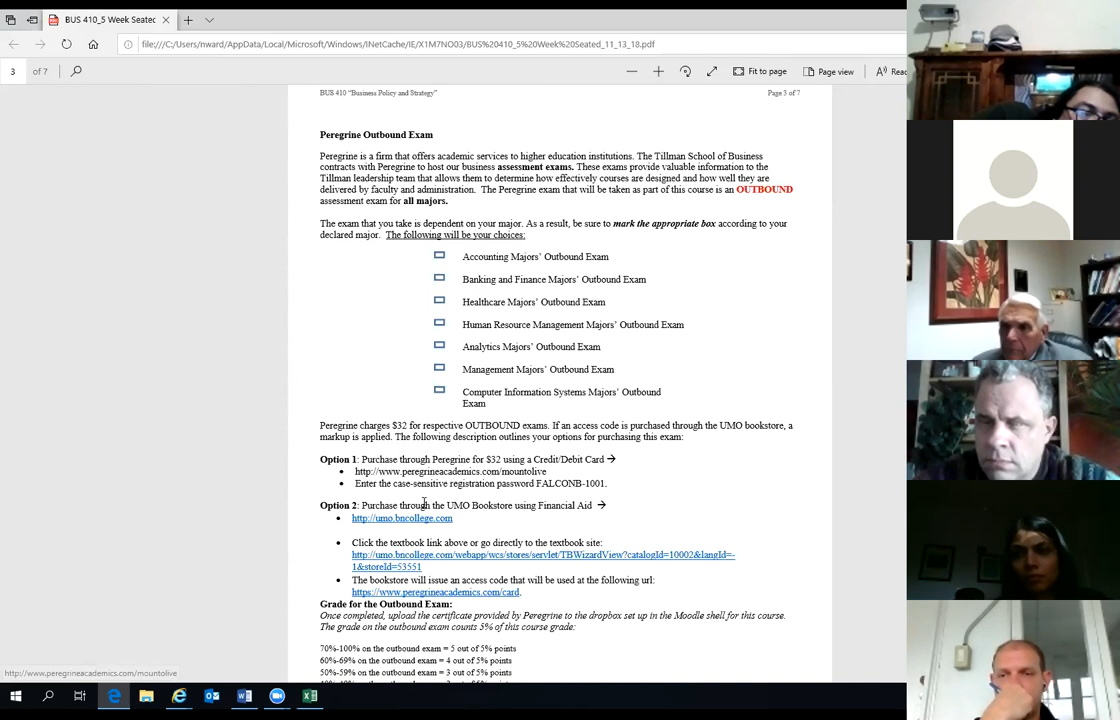 BUS 410_5 Week Seated
file:///C:/Users/nward/AppData/Local/Microsoft/Windows/INetCache/IE/X1M7NO03/BUS%20410_5%20Week%20Seated_11_13_18.pdf
3 of 7
Fit to page
Page view
Read
BUS 410 "Business Policy and Strategy"
Page 3 of 7
Peregrine Outbound Exam
Peregrine is a firm that offers academic services to higher education institutions. The Tillman School of Business
contracts with Peregrine to host our business assessment exams. These exams provide valuable information to the
Tillman leadership team that allows them to determine how effectively courses are designed and how well they are
delivered by faculty and administration. The Peregrine exam that will be taken as part of this course is an OUTBOUND
assessment exam for all majors.
The exam that you take is dependent on your major. As a result, be sure to mark the appropriate box according to your
declared major. The following will be your choices:
Accounting Majors' Outbound Exam
Banking and Finance Majors' Outbound Exam
Healthcare Majors' Outbound Exam
Human Resource Management Majors' Outbound Exam
Analytics Majors' Outbound Exam
Management Majors' Outbound Exam
Computer Information Systems Majors' Outbound
Exam
Peregrine charges $32 for respective OUTBOUND exams. If an access code is purchased through the UMO bookstore, a
markup is applied. The following description outlines your options for purchasing this exam:
Option 1: Purchase through Peregrine for $32 using a Credit/Debit Card →
• http://www.peregrineacademics.com/mountolive
• Enter the case-sensitive registration password FALCONB-1001.
Option 2: Purchase through the UMO Bookstore using Financial Aid →
• http://umo.bncollege.com
• Click the textbook link above or go directly to the textbook site:
http://umo.bncollege.com/webapp/wcs/stores/servlet/TBWizardView?catalogId=10002&langId=-
1&storeId=53551
• The bookstore will issue an access code that will be used at the following url:
https://www.peregrineacademics.com/card.
Grade for the Outbound Exam:
Once completed, upload the certificate provided by Peregrine to the dropbox set up in the Moodle shell for this course.
The grade on the outbound exam counts 5% of this course grade:
70%-100% on the outbound exam = 5 out of 5% points
60%-69% on the outbound exam = 4 out of 5% points
50%-59% on the outbound exam = 3 out of 5% points
http://www.peregrineacademics.com/mountolive